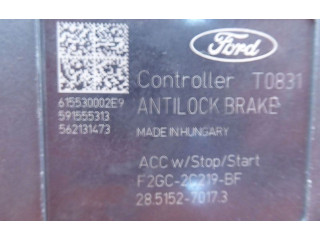 Ford
Controller T0831
ANTILOCK BRAKE
615530002E9
591555313
562131473
MADE IN HUNGARY
ACC w/Stop/Start
F2GC-2C219-BF
28.5152-7017.3